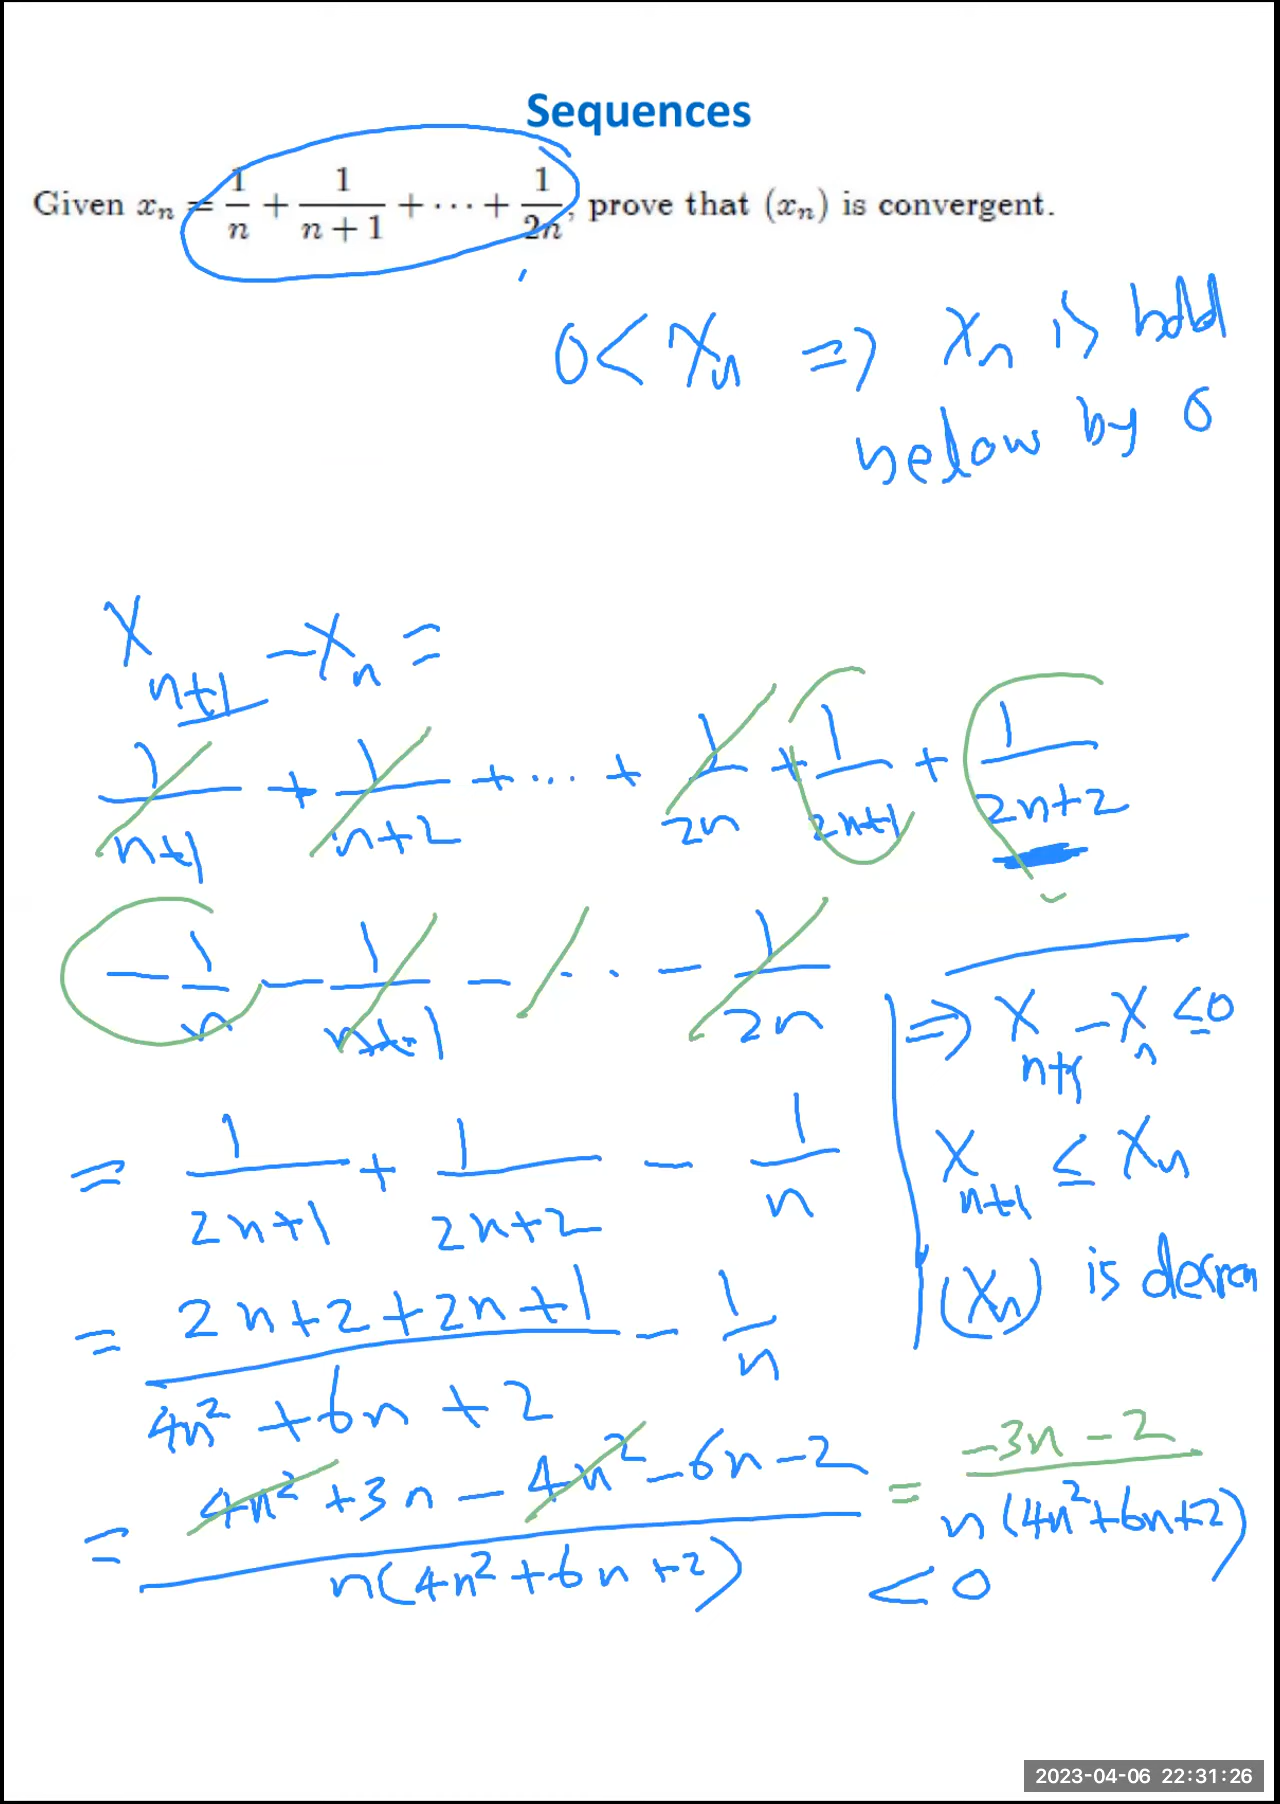 Sequences
Given xₙ = 1/n + 1/(n+1) + ··· + 1/2n, prove that (xₙ) is convergent.
0 < xₙ ⇒ xₙ is bdd
below by 0
xₙ₊₁ - xₙ =
1/(n+1) + 1/(n+2) + ··· + 1/2n + 1/(2n+1) + 1/(2n+2)
- 1/n - 1/(n+1) - ··· - 1/2n
⇒ xₙ₊₁ - xₙ ≤ 0
xₙ₊₁ ≤ xₙ
(xₙ) is
= 1/(2n+1) + 1/(2n+2) - 1/n
= (2n+2+2n+1)/(4n²+6n+2) - 1/n
= (4n²+3n-4n²-6n-2)/(n(4n²+6n+2)) = (-3n-2)/(n(4n²+6n+2))
< 0
2023-04-06 22:31:26